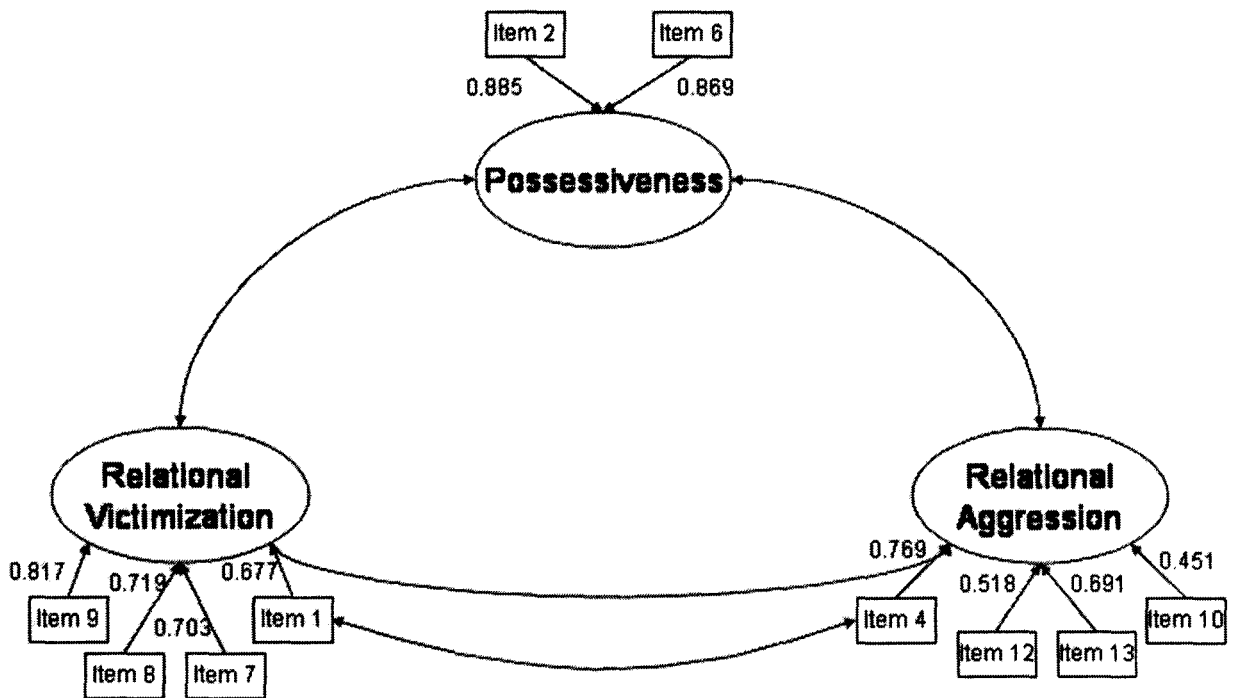 Item 2
Item 6
0.885
0.869
Possessiveness
Relational
Victimization
Relational
Aggression
0.817
0.719
0.677
0.703
Item 9
Item 1
Item 8
Item 7
0.769
0.518
0.691
0.451
Item 4
Item 10
Item 12
Item 13